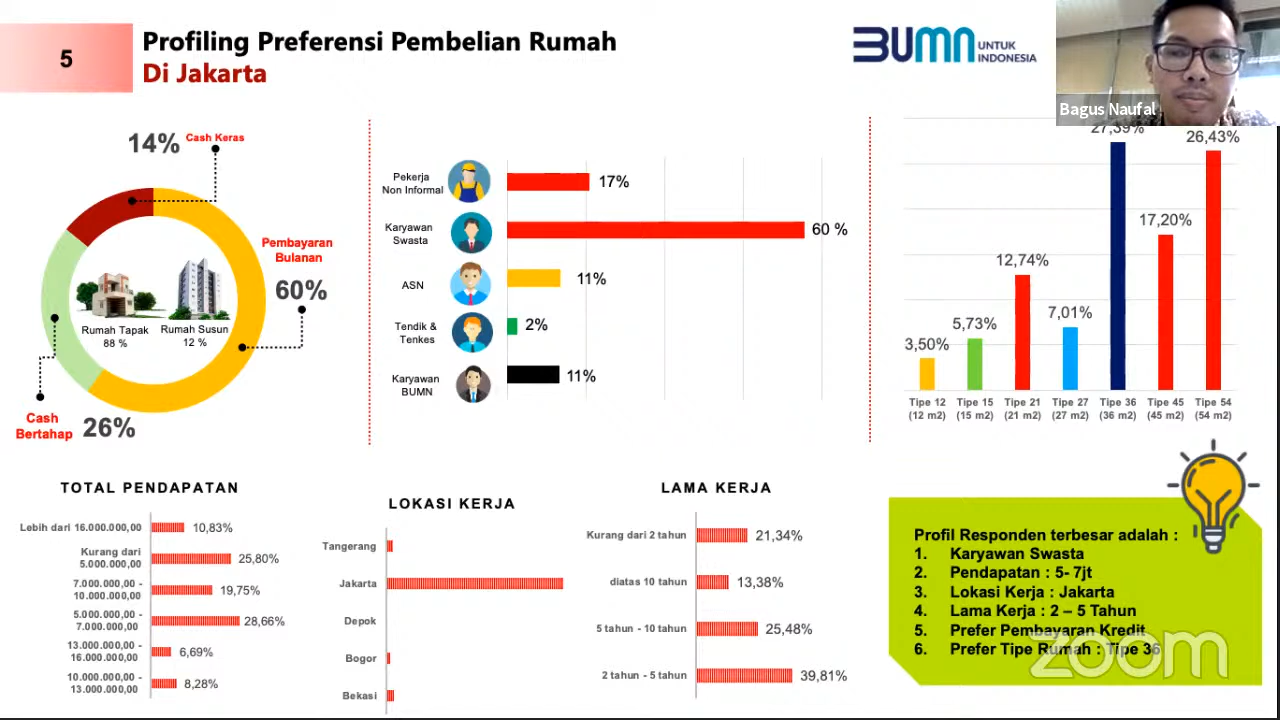 5
Profiling Preferensi Pembelian Rumah
Di Jakarta
BUMN UNTUK
INDONESIA
Bagus Naufal
14% Cash Keras
Pembayaran
Bulanan
60%
Rumah Tapak
88 %
Rumah Susun
12 %
Cash
Bertahap
26%
Pekerja
Non Informal
17%
Karyawan
Swasta
60 %
ASN
11%
Tendik &
Tenkes
2%
Karyawan
BUMN
11%
3,50%
5,73%
12,74%
7,01%
27,39%
17,20%
26,43%
Tipe 12
(12 m2)
Tipe 15
(15 m2)
Tipe 21
(21 m2)
Tipe 27
(27 m2)
Tipe 36
(36 m2)
Tipe 45
(45 m2)
Tipe 54
(54 m2)
TOTAL PENDAPATAN
Lebih dari 16.000.000,00
10,83%
Kurang dari
5.000.000,00
25,80%
7.000.000,00 -
10.000.000,00
19,75%
5.000.000,00 -
7.000.000,00
28,66%
13.000.000,00 -
16.000.000,00
6,69%
10.000.000,00 -
13.000.000,00
8,28%
LOKASI KERJA
Tangerang
Jakarta
Depok
Bogor
Bekasi
LAMA KERJA
Kurang dari 2 tahun
21,34%
diatas 10 tahun
13,38%
5 tahun - 10 tahun
25,48%
2 tahun - 5 tahun
39,81%
Profil Responden terbesar adalah :
1. Karyawan Swasta
2. Pendapatan : 5- 7jt
3. Lokasi Kerja : Jakarta
4. Lama Kerja : 2 – 5 Tahun
5. Prefer Pembayaran Kredit
6. Prefer Tipe Rumah : Tipe 36
zoom